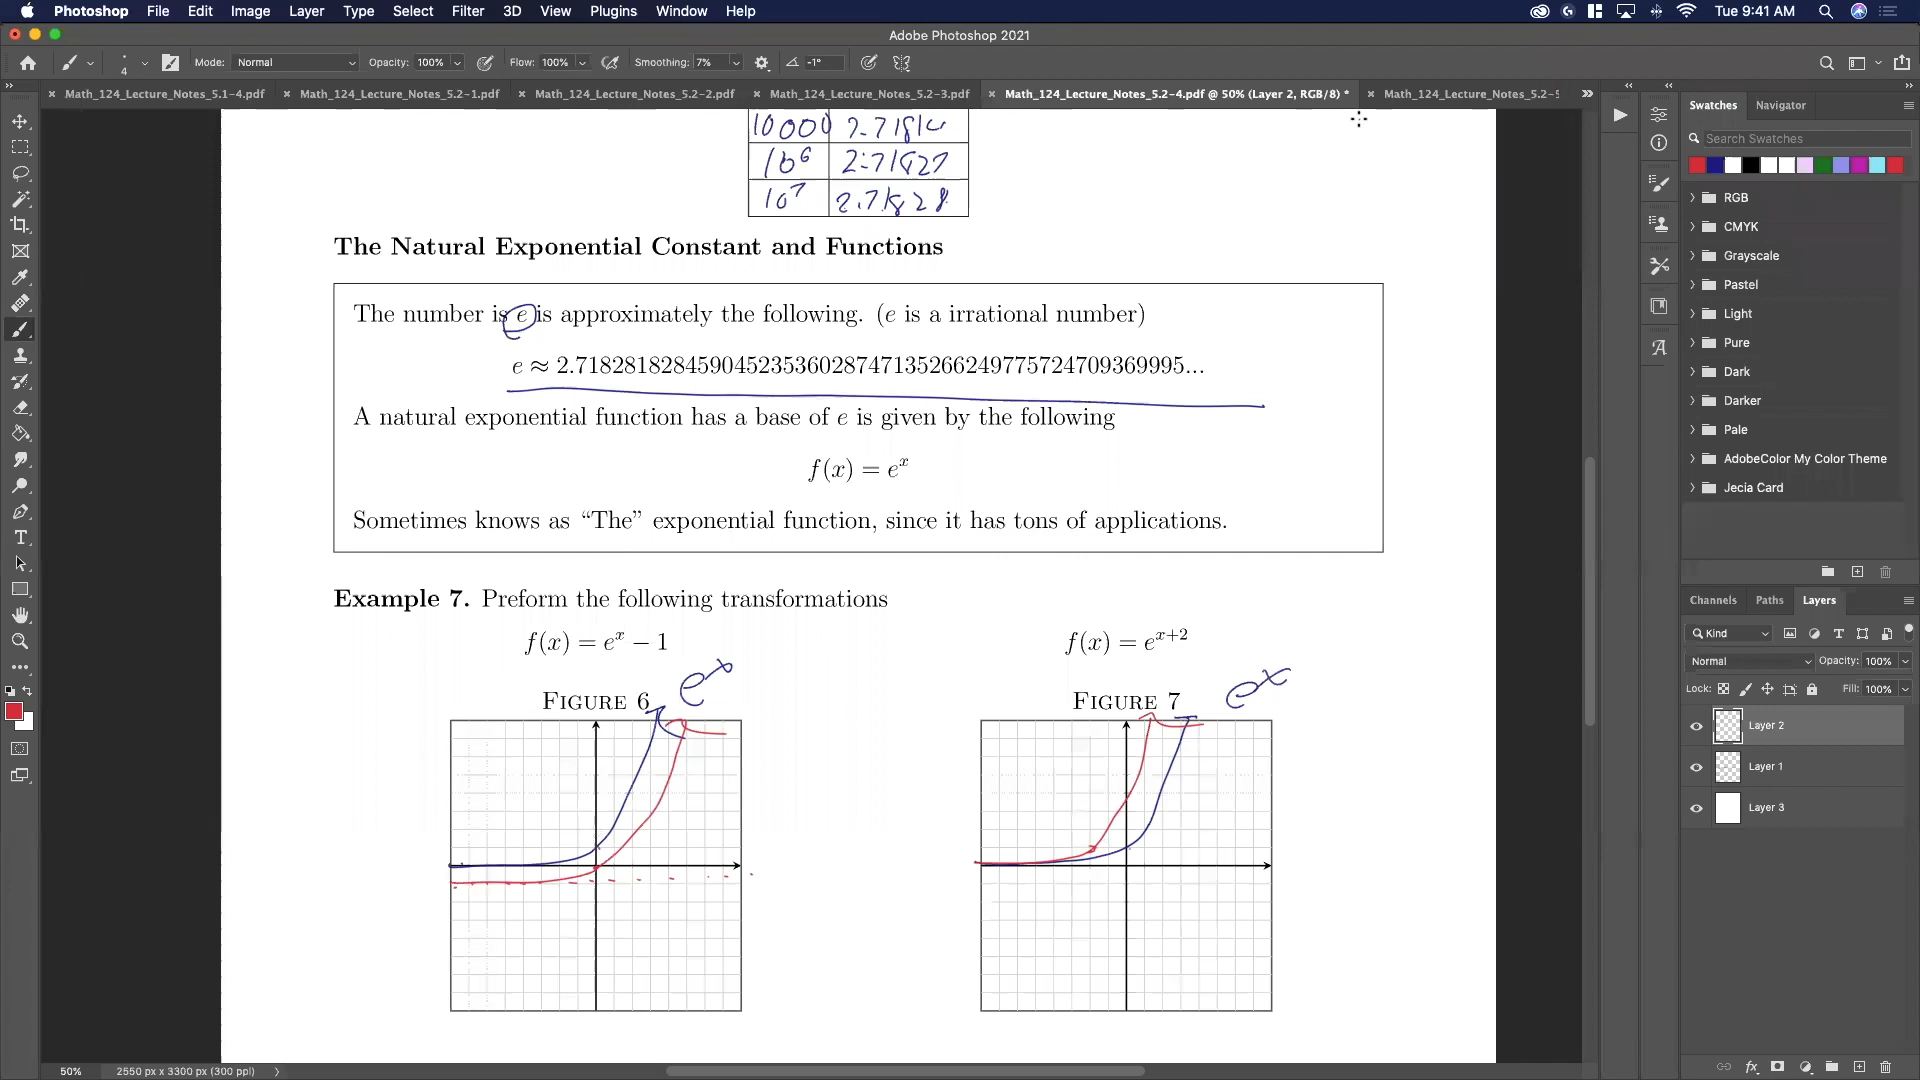 Photoshop File Edit Image Layer Type Select Filter 3D View Plugins Window Help Tue 9:41 AM
Adobe Photoshop 2021
4 Mode: Normal Opacity: 100% Flow: 100% Smoothing: 7% -1°
Math_124_Lecture_Notes_5.1-4.pdf Math_124_Lecture_Notes_5.2-1.pdf Math_124_Lecture_Notes_5.2-2.pdf Math_124_Lecture_Notes_5.2-3.pdf Math_124_Lecture_Notes_5.2-4.pdf @ 50% (Layer 2, RGB/8) * Math_124_Lecture_Notes_5.2-5
10000 2.71814
10⁶ 2.71827
10⁷ 2.71828
The Natural Exponential Constant and Functions
The number is e is approximately the following. (e is a irrational number)
e ≈ 2.718281828459045235360287471352662497757247093699​95...
A natural exponential function has a base of e is given by the following
f(x) = eˣ
Sometimes knows as “The” exponential function, since it has tons of applications.
Example 7. Preform the following transformations
f(x) = eˣ − 1
f(x) = eˣ⁺²
eˣ
eˣ
Figure 6
Figure 7
50% 2550 px x 3300 px (300 ppi)
Swatches Navigator
Search Swatches
RGB
CMYK
Grayscale
Pastel
Light
Pure
Dark
Darker
Pale
AdobeColor My Color Theme
Jecia Card
Channels Paths Layers
Kind
Normal Opacity: 100%
Lock: Fill: 100%
Layer 2
Layer 1
Layer 3